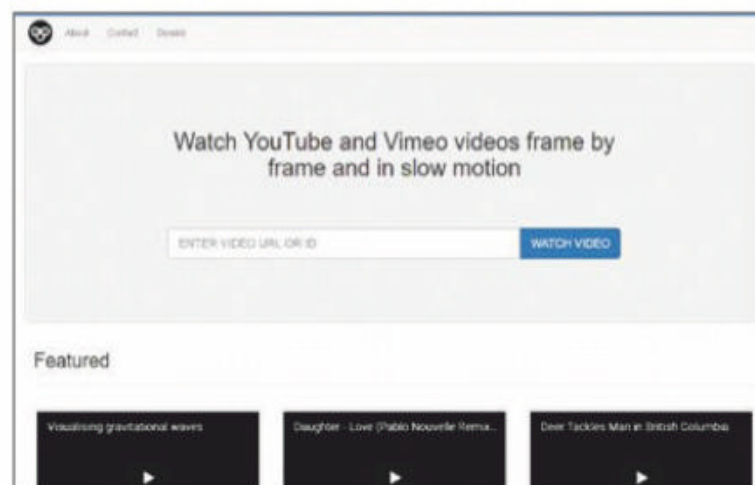 About Contact Donate
Watch YouTube and Vimeo videos frame by
frame and in slow motion
ENTER VIDEO URL OR ID
WATCH VIDEO
Featured
Visualising gravitational waves
Daughter - Love (Pablo Nouvelle Rema...
Deer Tackles Man in British Columbia